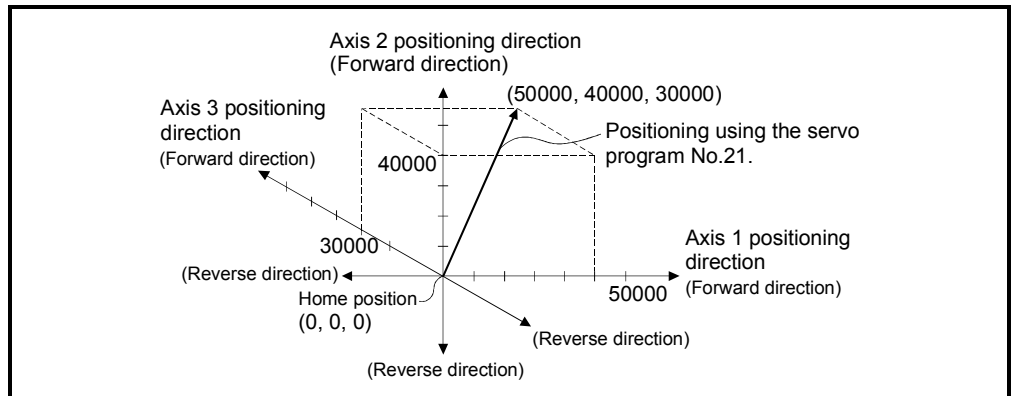 Axis 2 positioning direction
(Forward direction)
(50000, 40000, 30000)
Axis 3 positioning
direction
(Forward direction)
Positioning using the servo
program No.21.
40000
30000
Axis 1 positioning
direction
(Forward direction)
(Reverse direction)
50000
Home position
(0, 0, 0)
(Reverse direction)
(Reverse direction)